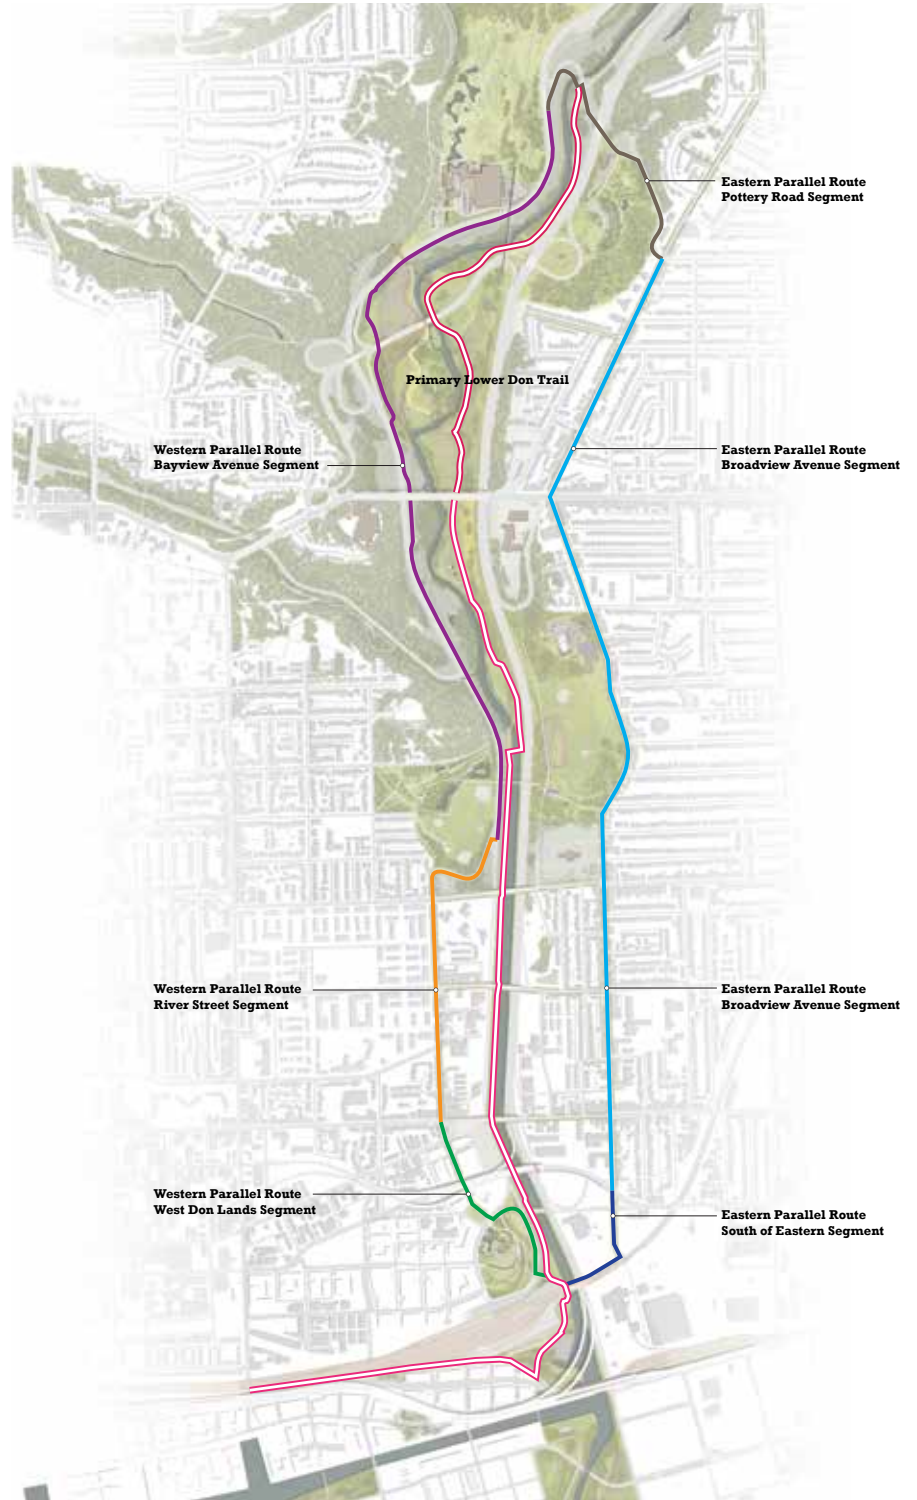 Eastern Parallel Route
Pottery Road Segment
Primary Lower Don Trail
Western Parallel Route
Bayview Avenue Segment
Eastern Parallel Route
Broadview Avenue Segment
Western Parallel Route
River Street Segment
Eastern Parallel Route
Broadview Avenue Segment
Western Parallel Route
West Don Lands Segment
Eastern Parallel Route
South of Eastern Segment